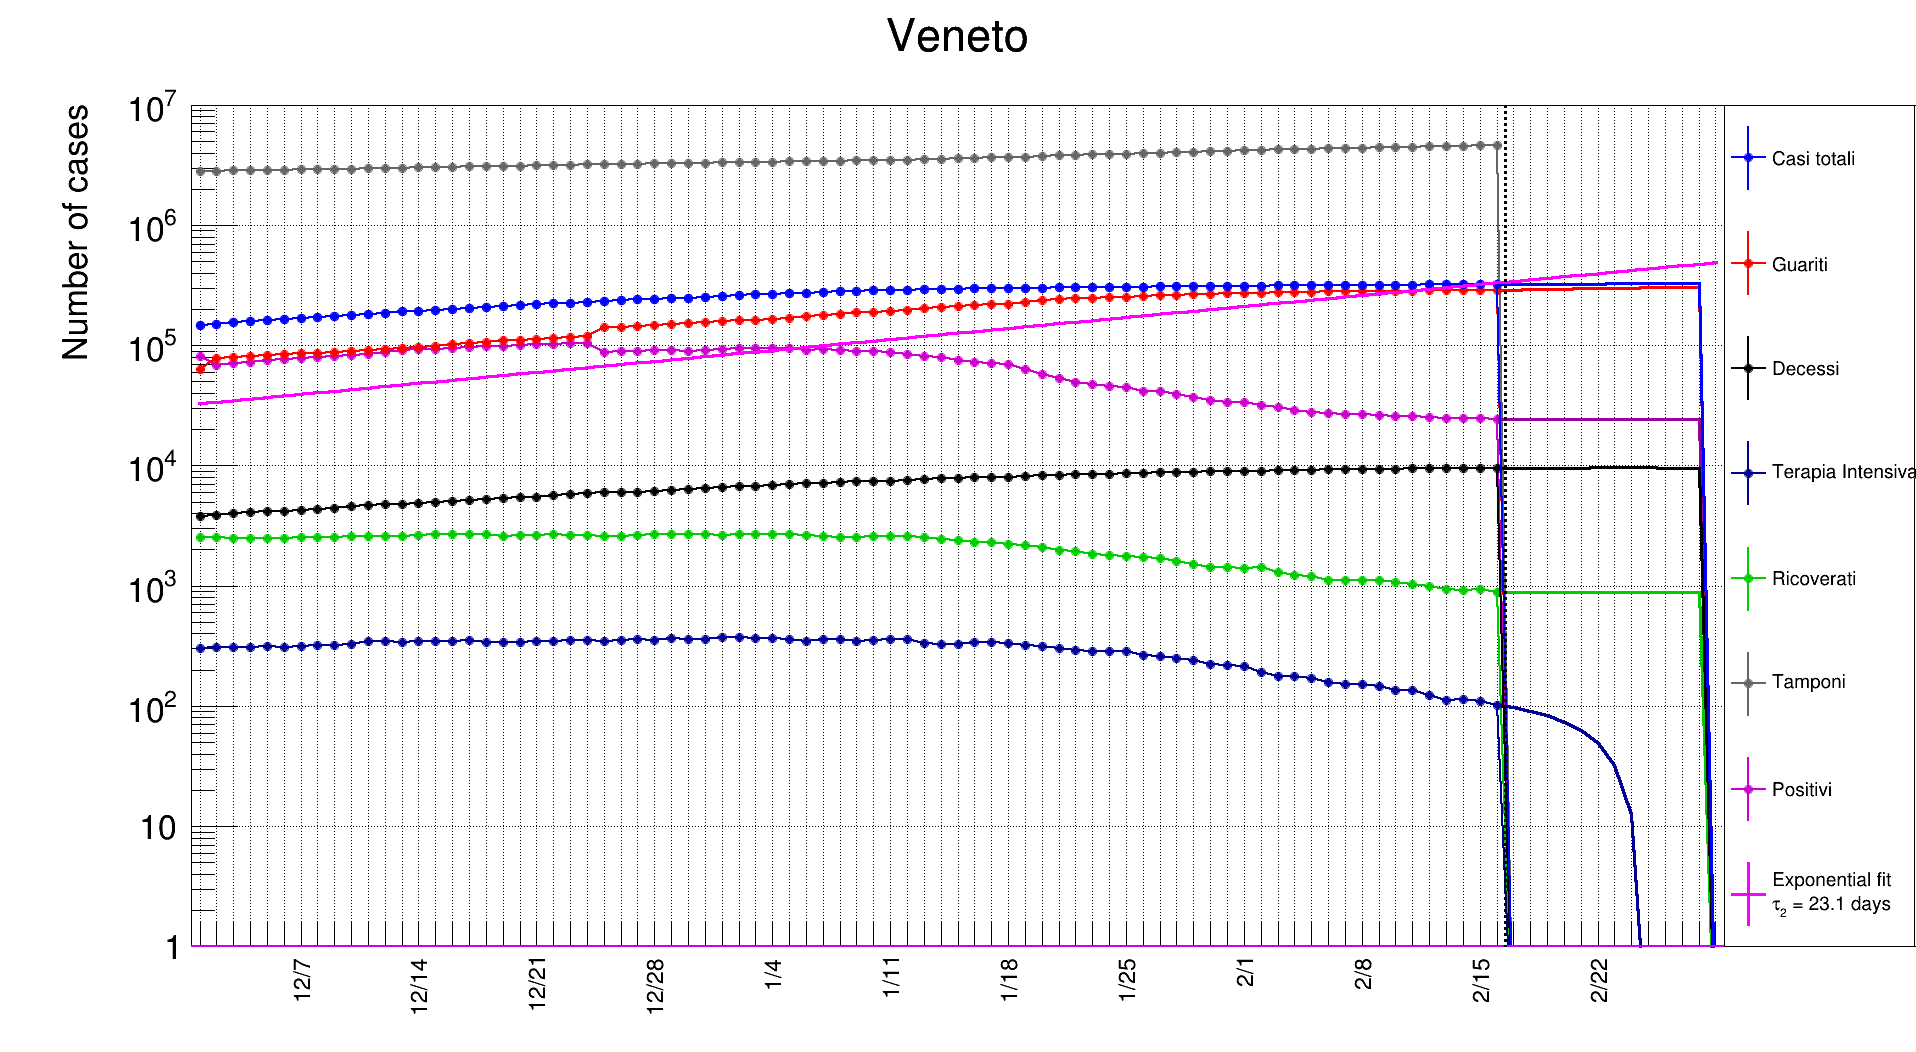 Veneto
Number of cases
10^7
10^6
10^5
10^4
10^3
10^2
10
1
12/7
12/14
12/21
12/28
1/4
1/11
1/18
1/25
2/1
2/8
2/15
2/22
Casi totali
Guariti
Decessi
Terapia Intensiva
Ricoverati
Tamponi
Positivi
Exponential fit
τ_2 = 23.1 days